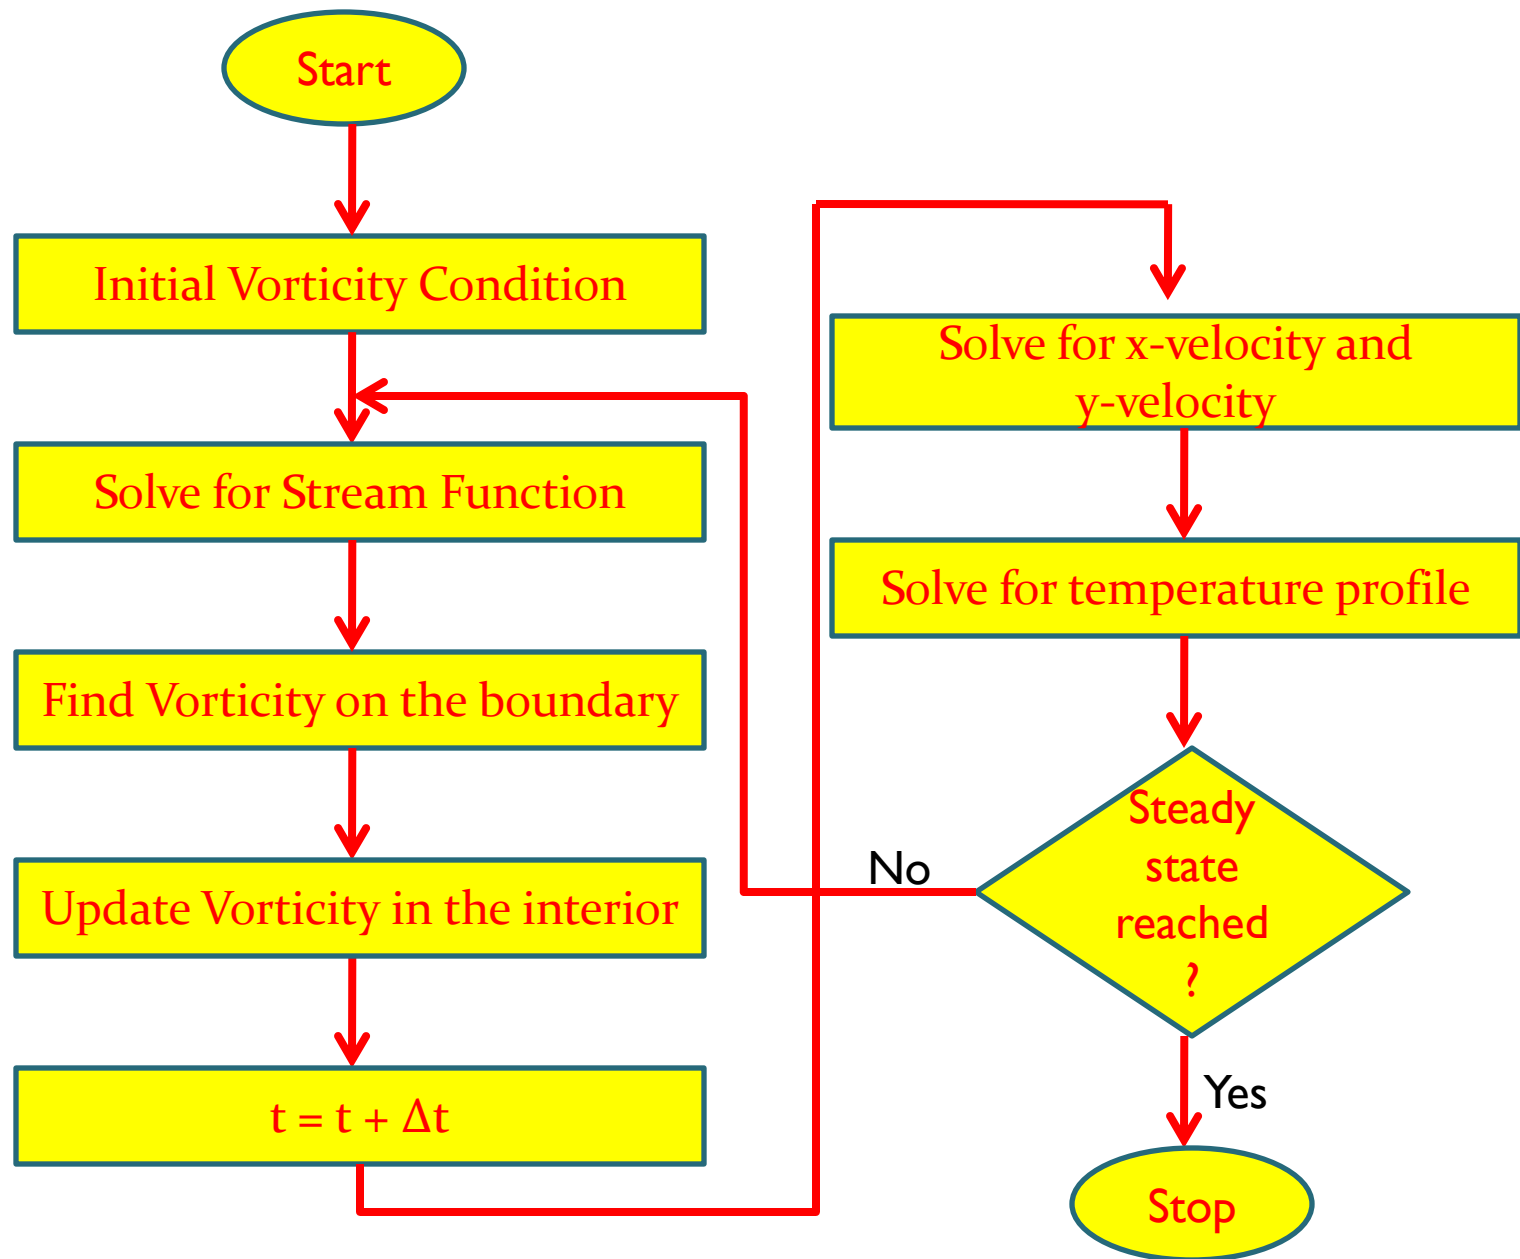 Start
Initial Vorticity Condition
Solve for Stream Function
Find Vorticity on the boundary
Update Vorticity in the interior
t = t + Δt
Solve for x-velocity and
y-velocity
Solve for temperature profile
Steady
state
reached
?
No
Yes
Stop